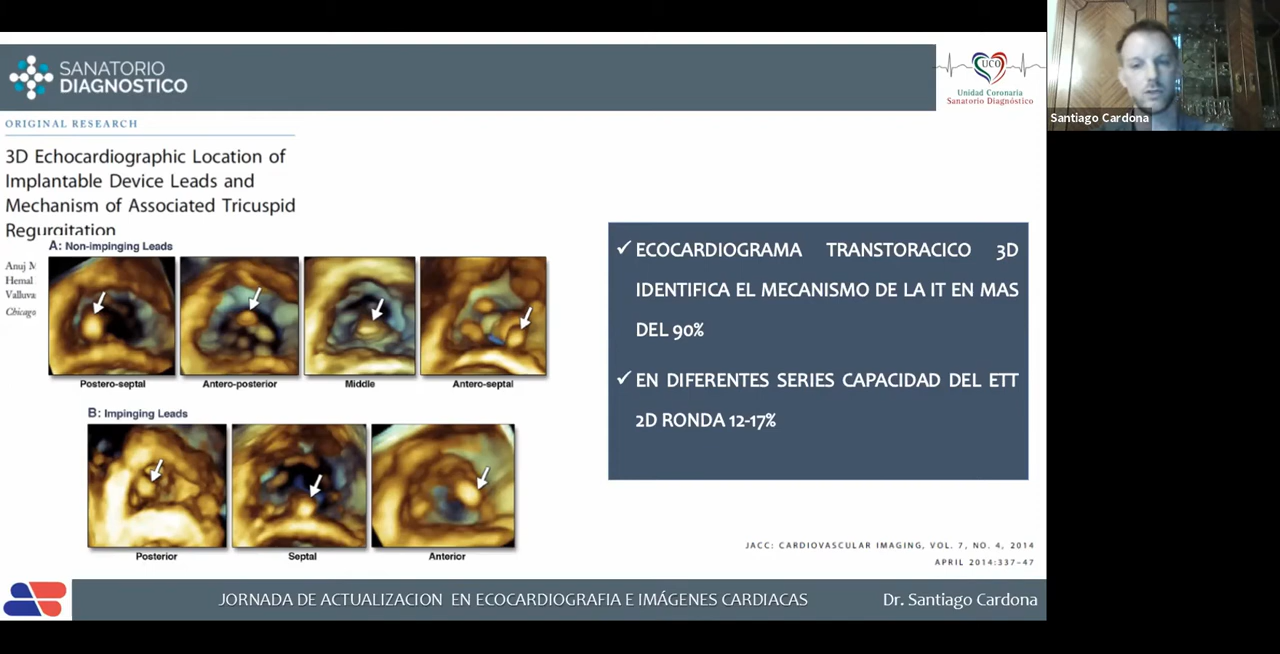 SANATORIO
DIAGNOSTICO
UCO
Unidad Coronaria
Sanatorio Diagnóstico
Santiago Cardona
ORIGINAL RESEARCH
3D Echocardiographic Location of
Implantable Device Leads and
Mechanism of Associated Tricuspid
Regurgitation
Anuj M
Hemal
Valluva
Chicago
A: Non-impinging Leads
Postero-septal
Antero-posterior
Middle
Antero-septal
B: Impinging Leads
Posterior
Septal
Anterior
✓ ECOCARDIOGRAMA TRANSTORACICO 3D
IDENTIFICA EL MECANISMO DE LA IT EN MAS
DEL 90%
✓ EN DIFERENTES SERIES CAPACIDAD DEL ETT
2D RONDA 12-17%
JACC: CARDIOVASCULAR IMAGING, VOL. 7, NO. 4, 2014
APRIL 2014:337–47
JORNADA DE ACTUALIZACION EN ECOCARDIOGRAFIA E IMÁGENES CARDIACAS
Dr. Santiago Cardona